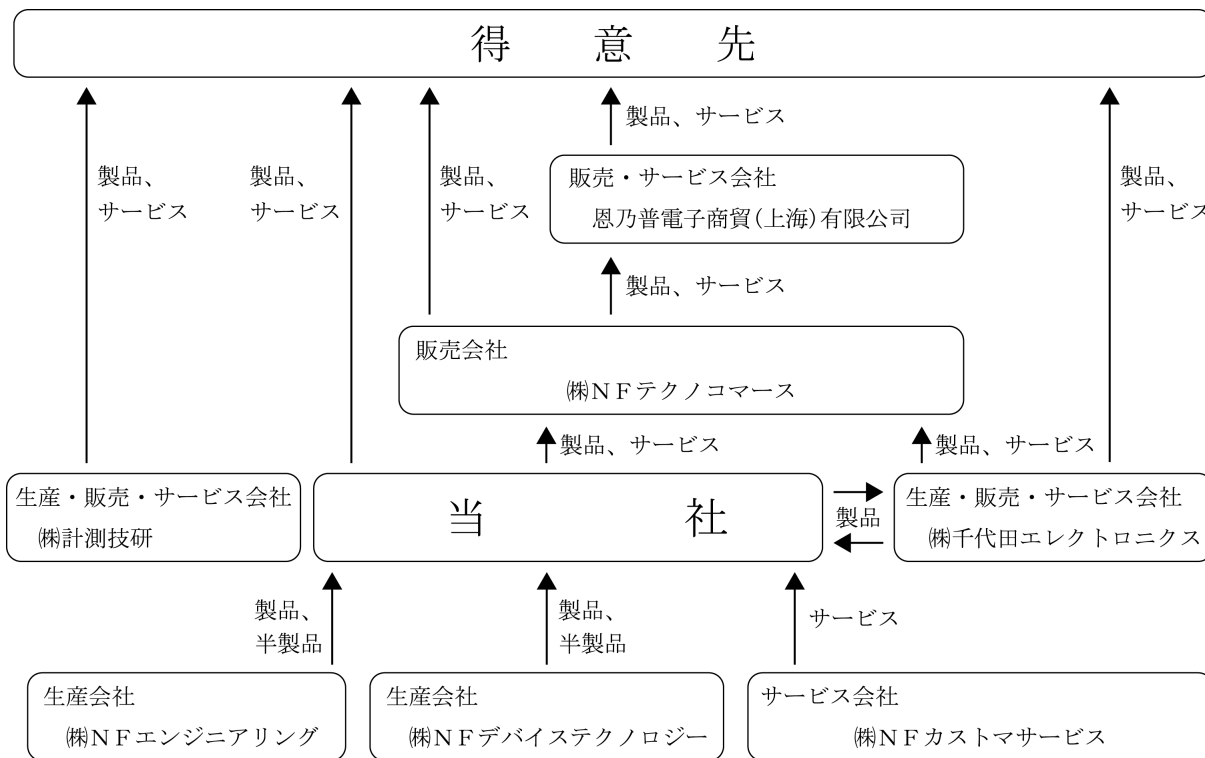 得意先
製品、サービス
製品、
サービス
製品、
サービス
製品、
サービス
製品、
サービス
販売・サービス会社
恩乃普電子商貿(上海)有限公司
製品、サービス
販売会社
㈱ＮＦテクノコマース
製品、サービス
製品、サービス
生産・販売・サービス会社
㈱計測技研
当社
製品
生産・販売・サービス会社
㈱千代田エレクトロニクス
製品、
半製品
製品、
半製品
サービス
生産会社
㈱ＮＦエンジニアリング
生産会社
㈱ＮＦデバイステクノロジー
サービス会社
㈱ＮＦカストマサービス